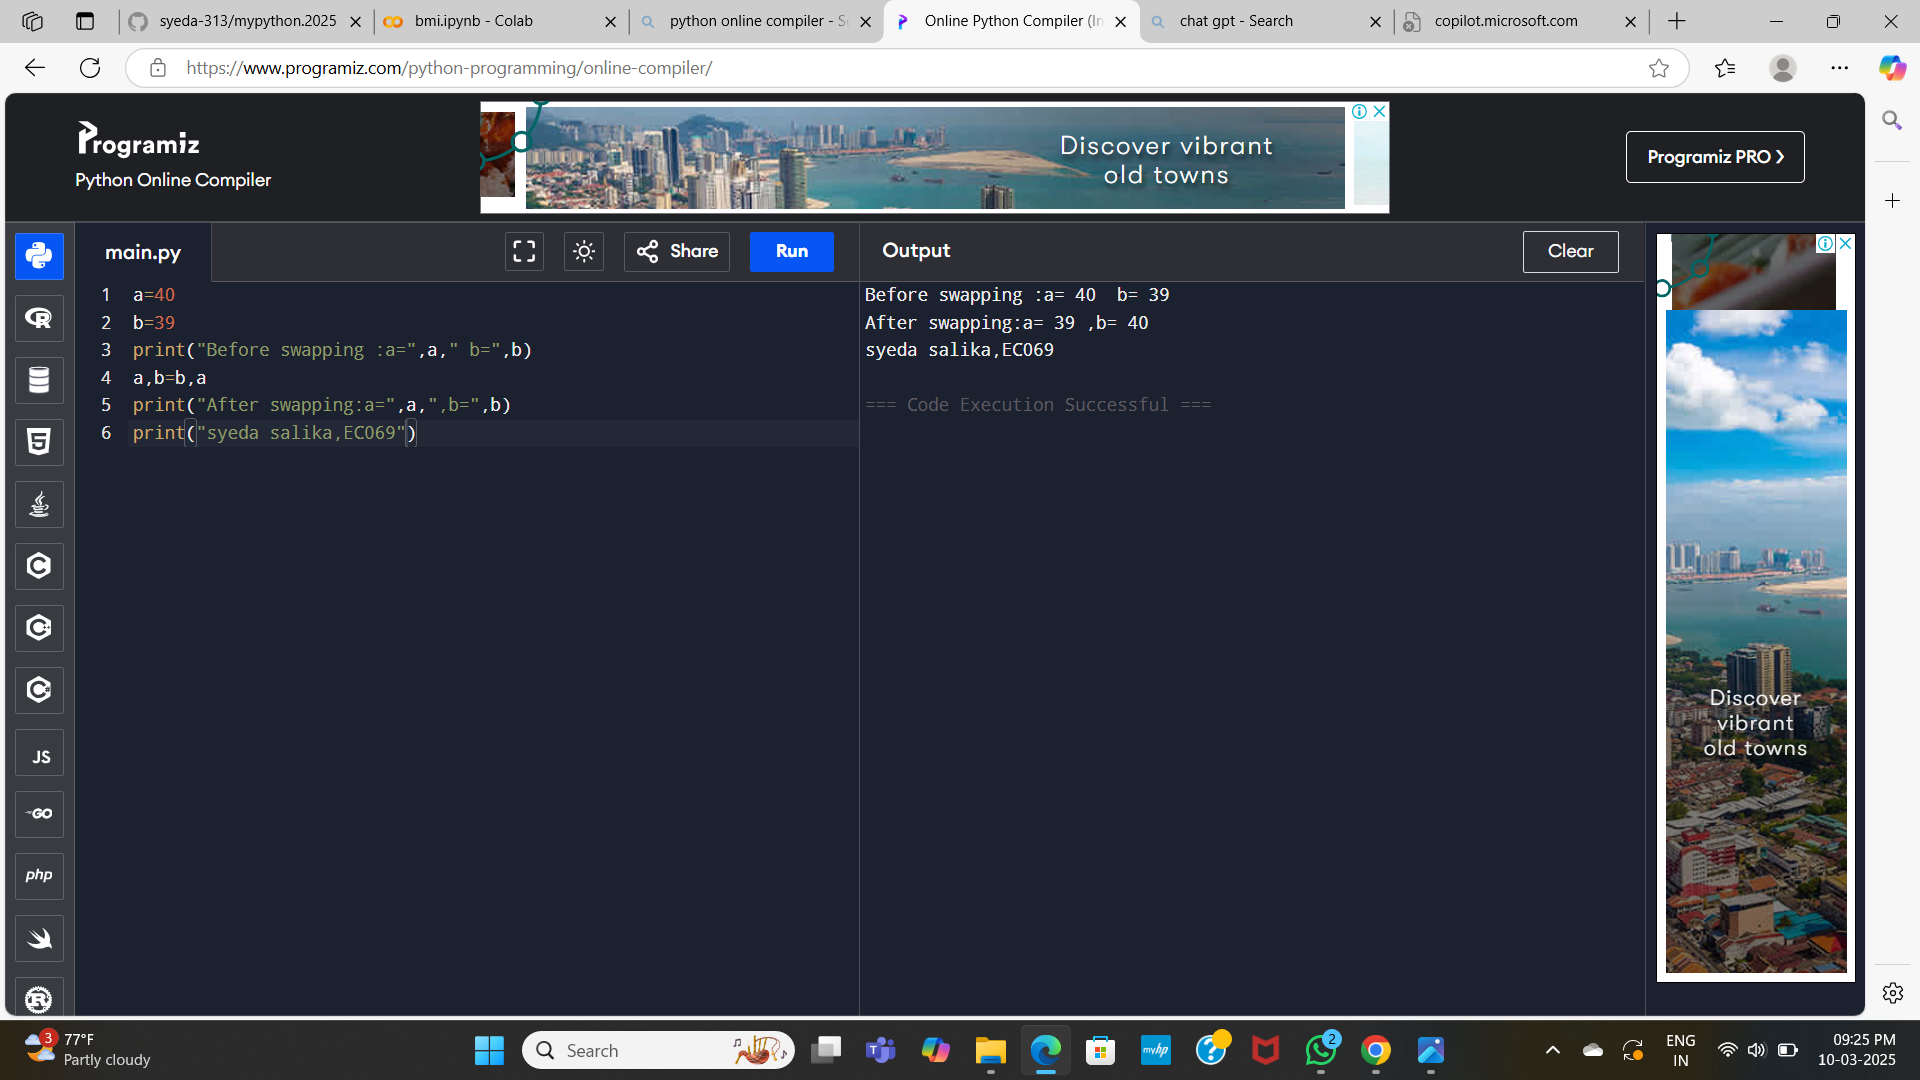 syeda-313/mypython.2025
bmi.ipynb - Colab
python online compiler - Se
Online Python Compiler (In
chat gpt - Search
copilot.microsoft.com
https://www.programiz.com/python-programming/online-compiler/
Programiz
Python Online Compiler
Discover vibrant
old towns
Programiz PRO
main.py
Share
Run
Output
Clear
1 a=40
2 b=39
3 print("Before swapping :a=",a," b=",b)
4 a,b=b,a
5 print("After swapping:a=",a,",b=",b)
6 print("syeda salika,EC069")
Before swapping :a= 40  b= 39
After swapping:a= 39 ,b= 40
syeda salika,EC069
=== Code Execution Successful ===
Discover
vibrant
old towns
R
5
C
C++
C#
JS
GO
php
R
3
77°F
Partly cloudy
Search
T
myhp
?
2
ENG
IN
09:25 PM
10-03-2025